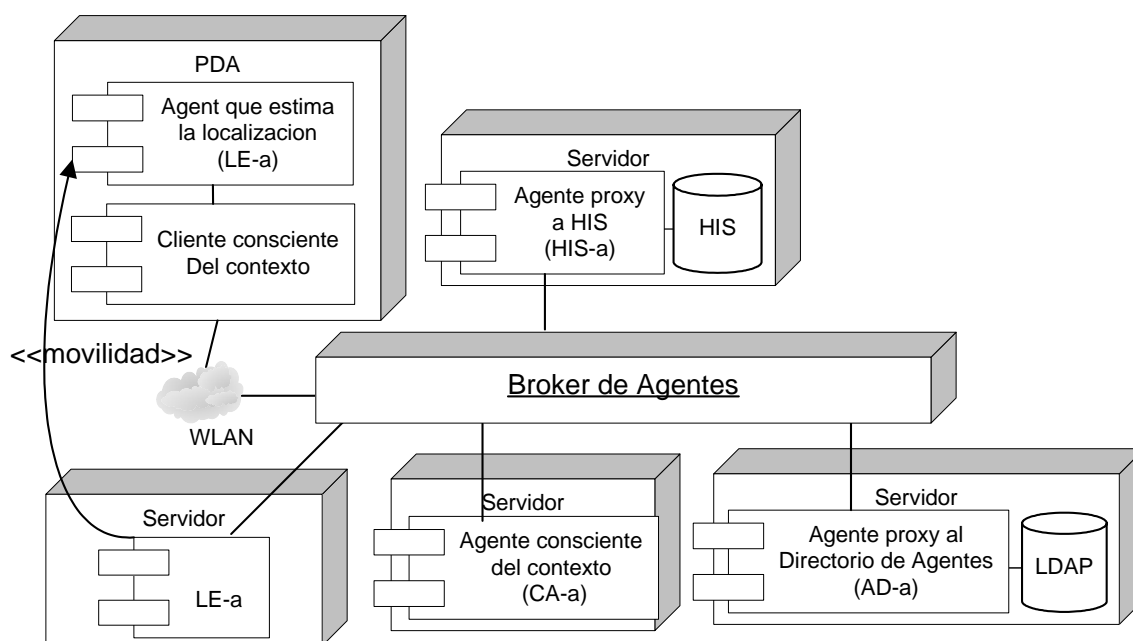 PDA
Agent que estima
la localizacion
(LE-a)
Cliente consciente
Del contexto
<<movilidad>>
WLAN
Servidor
Agente proxy
a HIS
(HIS-a)
HIS
Broker de Agentes
Servidor
LE-a
Servidor
Agente consciente
del contexto
(CA-a)
Servidor
Agente proxy al
Directorio de Agentes
(AD-a)
LDAP